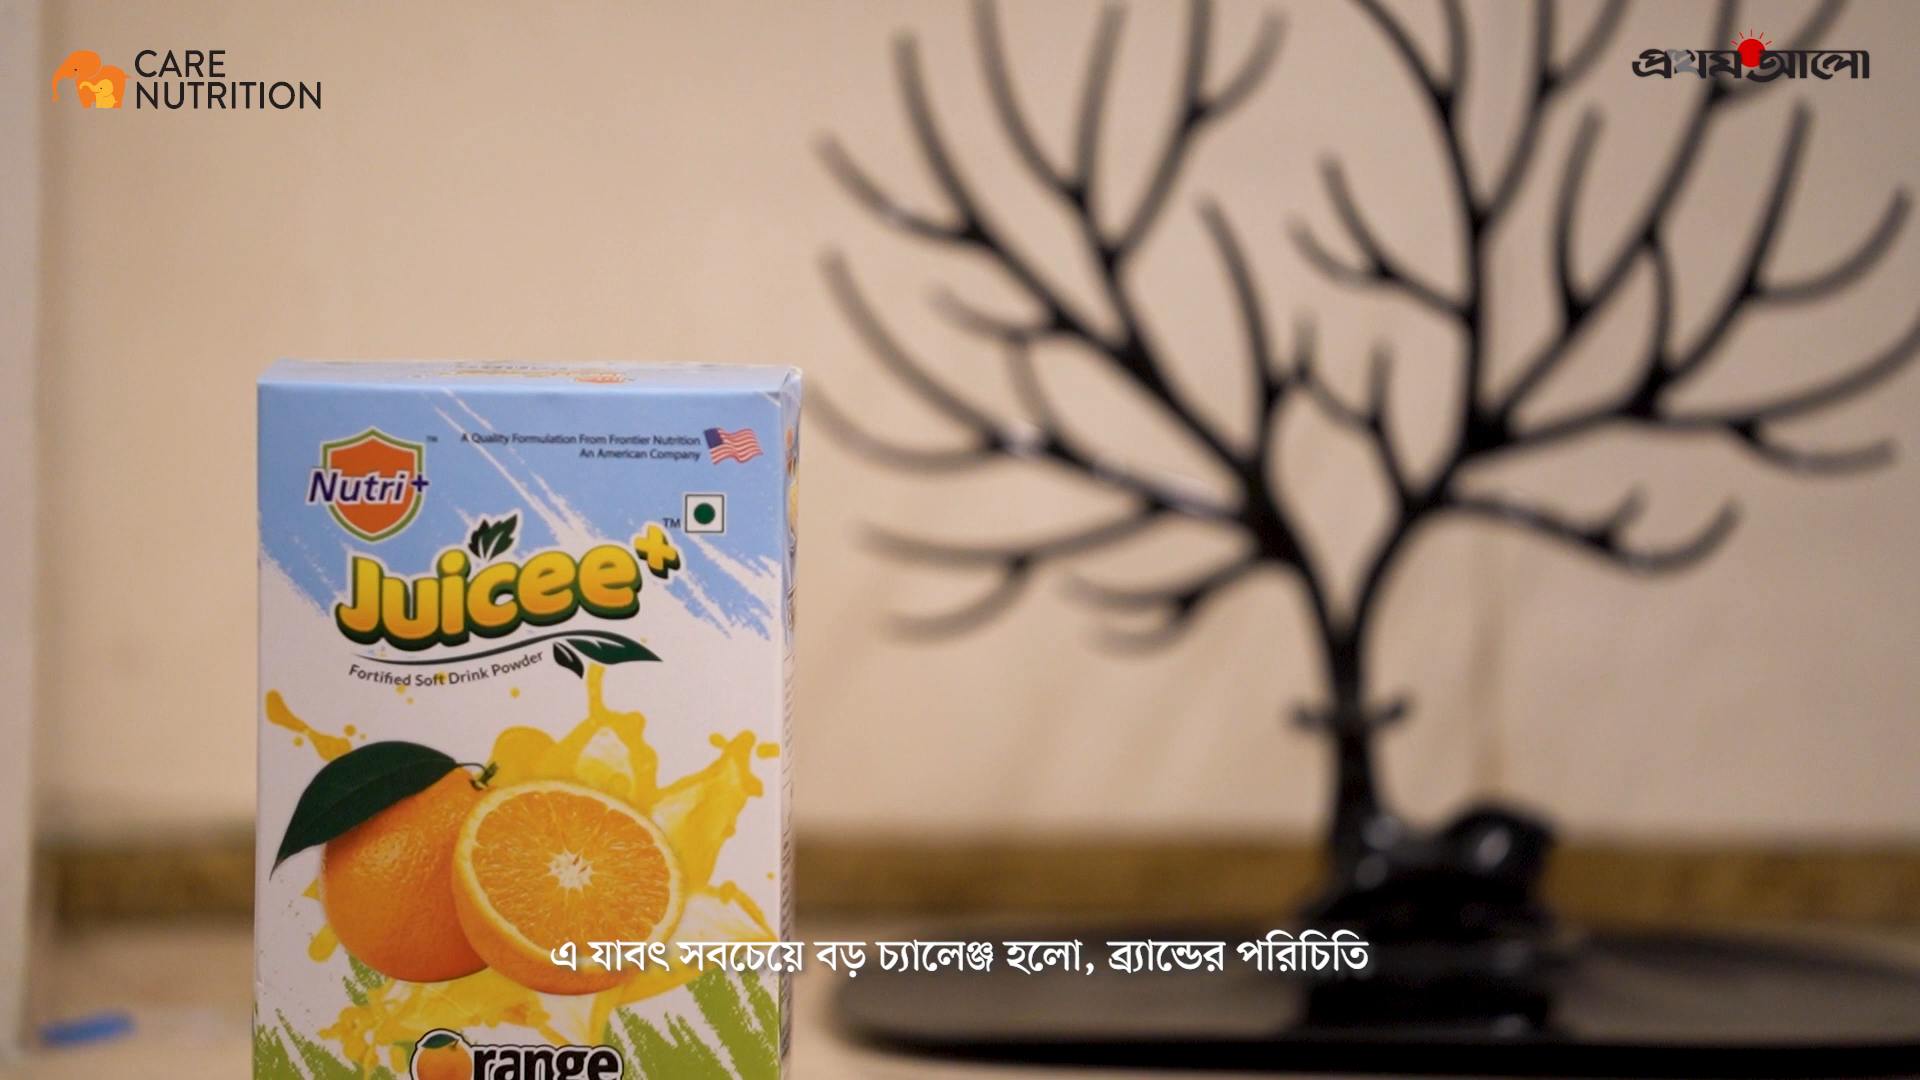 CARE
NUTRITION
প্রথম আলো
Nutri+
™
A Quality Formulation From Frontier Nutrition
An American Company
Juicee+
TM
Fortified Soft Drink Powder
Orange
এ যাবৎ সবচেয়ে বড় চ্যালেঞ্জ হলো, ব্র্যান্ডের পরিচিতি